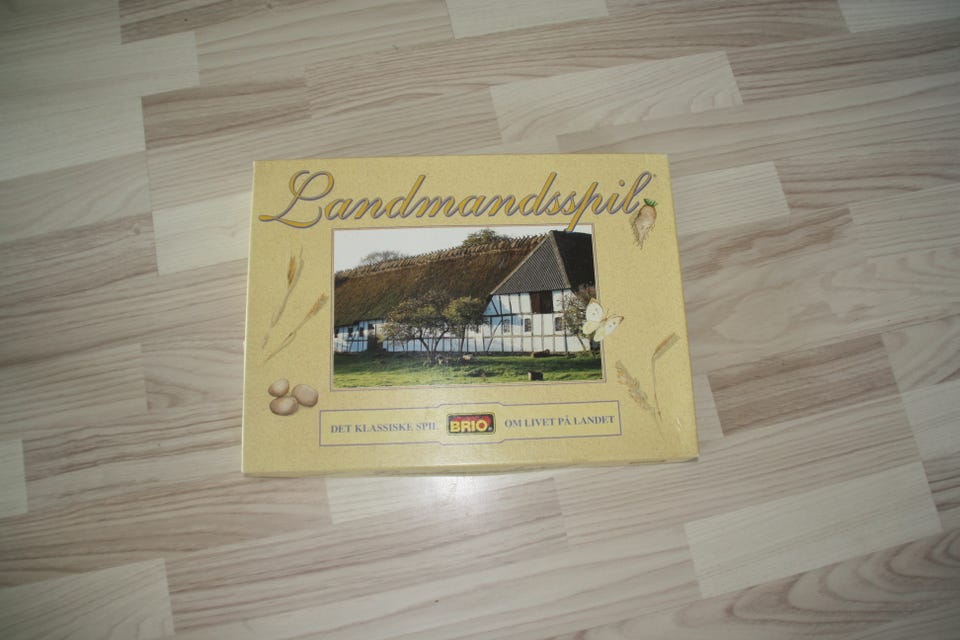 Landmandsspil
DET KLASSISKE SPIL BRIO. OM LIVET PÅ LANDET